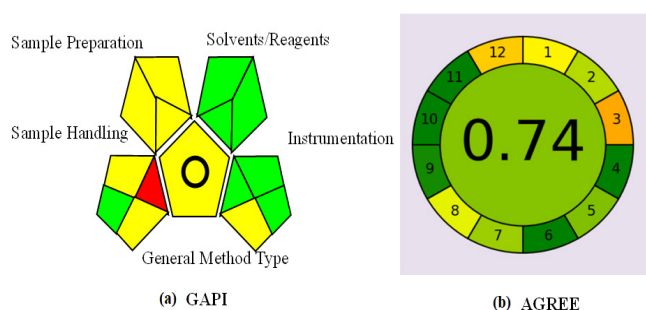 Sample Preparation
Solvents/Reagents
Sample Handling
Instrumentation
O
General Method Type
(a) GAPI
12
1
2
3
4
5
6
7
8
9
10
11
0.74
(b) AGREE